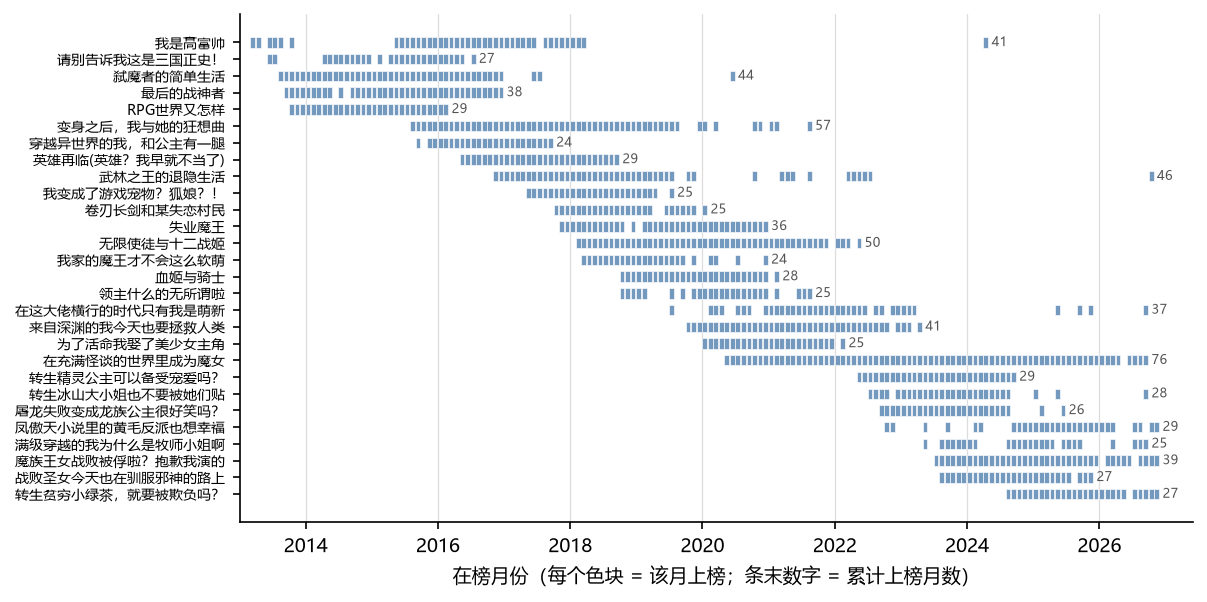 我是高富帅 41
请别告诉我这是三国正史！ 27
弑魔者的简单生活 44
最后的战神者 38
RPG世界又怎样 29
变身之后，我与她的狂想曲 57
穿越异世界的我，和公主有一腿 24
英雄再临(英雄？我早就不当了) 29
武林之王的退隐生活 46
我变成了游戏宠物？狐娘？！ 25
卷刃长剑和某失恋村民 25
失业魔王 36
无限使徒与十二战姬 50
我家的魔王才不会这么软萌 24
血姬与骑士 28
领主什么的无所谓啦 25
在这大佬横行的时代只有我是萌新 37
来自深渊的我今天也要拯救人类 41
为了活命我娶了美少女主角 25
在充满怪谈的世界里成为魔女 76
转生精灵公主可以备受宠爱吗？ 29
转生冰山大小姐也不要被她们贴 28
屠龙失败变成龙族公主很好笑吗？ 26
凤傲天小说里的黄毛反派也想幸福 29
满级穿越的我为什么是牧师小姐啊 25
魔族王女战败被俘啦？抱歉我演的 39
战败圣女今天也在驯服邪神的路上 27
转生贫穷小绿茶，就要被欺负吗？ 27
2014 2016 2018 2020 2022 2024 2026
在榜月份（每个色块 = 该月上榜；条末数字 = 累计上榜月数）